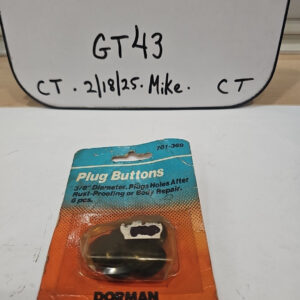 GT43
CT. 2/18/25. Mike. CT
701-369
Plug Buttons
3/8" Diameter. Plugs Holes After
Rust-Proofing or Body Repair.
6 pcs.
DORMAN